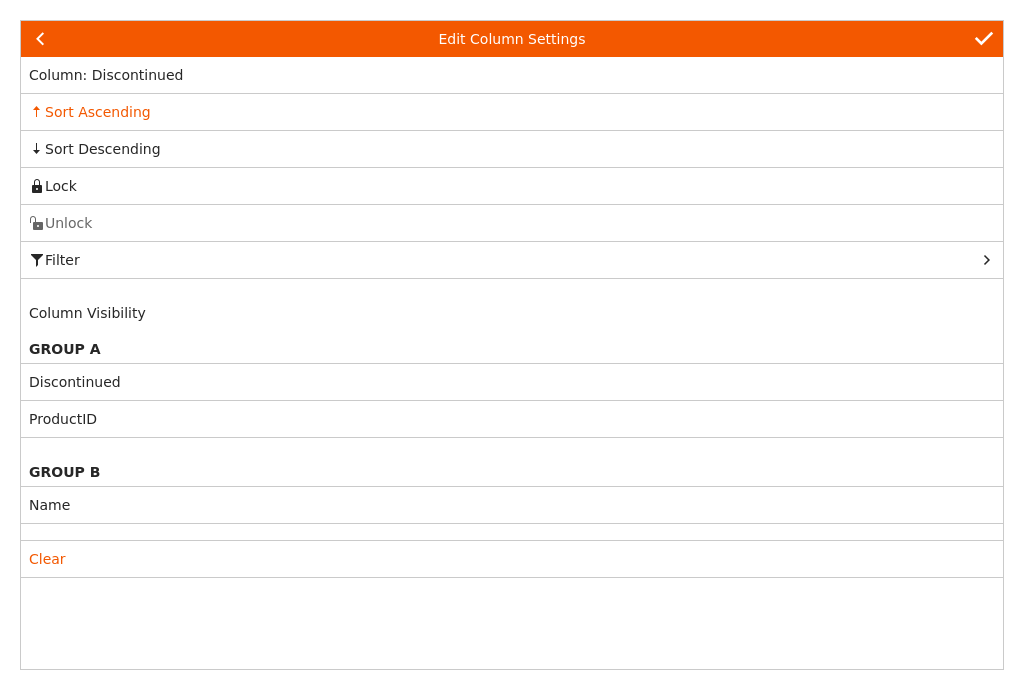 Edit Column Settings
Column: Discontinued
Sort Ascending
Sort Descending
Lock
Unlock
Filter
Column Visibility
GROUP A
Discontinued
ProductID
GROUP B
Name
Clear